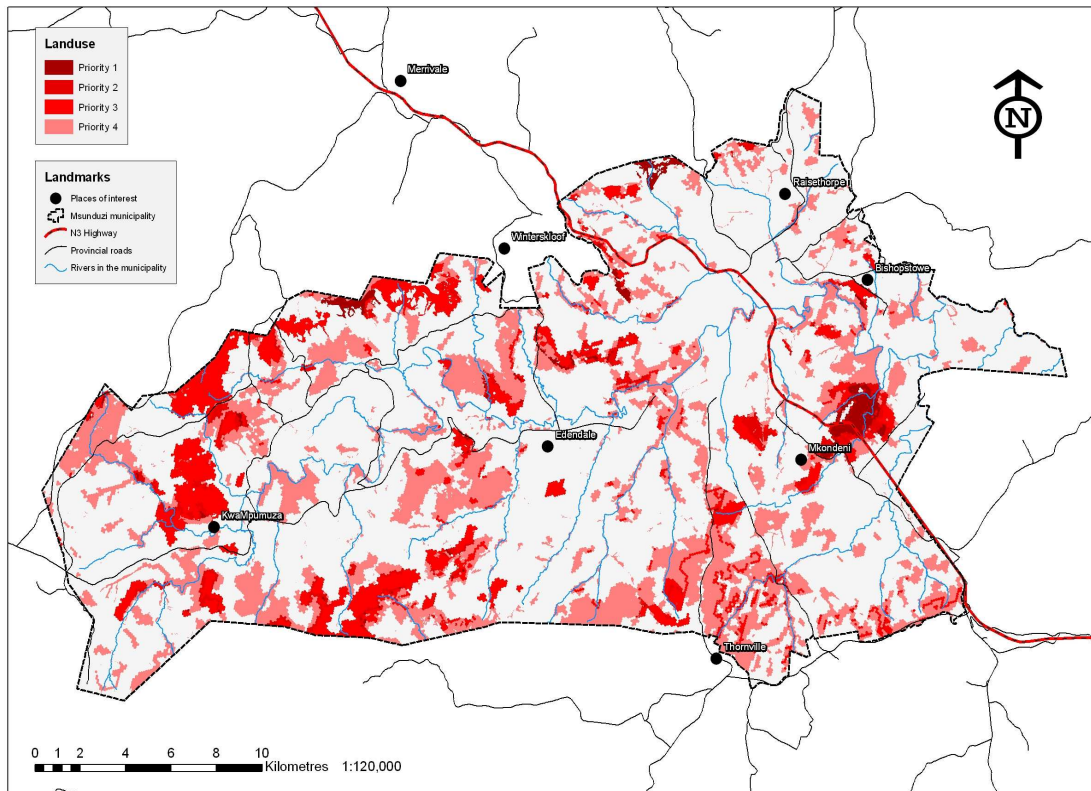 Landuse
Priority 1
Priority 2
Priority 3
Priority 4
Landmarks
Places of interest
Msunduzi municipality
N3 Highway
Provincial roads
Rivers in the municipality
Merrivale
N
Raisethorpe
Winterskloof
Bishopstowe
Edendale
Mkondeni
KwaMpumuza
Thornville
0 1 2 4 6 8 10
Kilometres 1:120,000